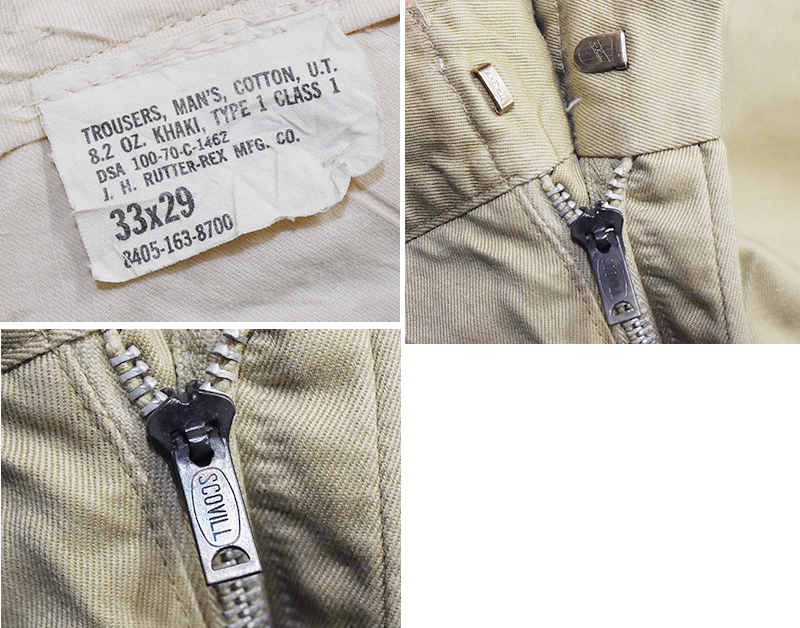 TROUSERS, MAN'S, COTTON, U.T.
8.2 OZ. KHAKI, TYPE 1 CLASS 1
DSA 100-70-C-1462
J. H. RUTTER-REX MFG. CO.
33x29
8405-163-8700
SCOVILL
SCOVILL